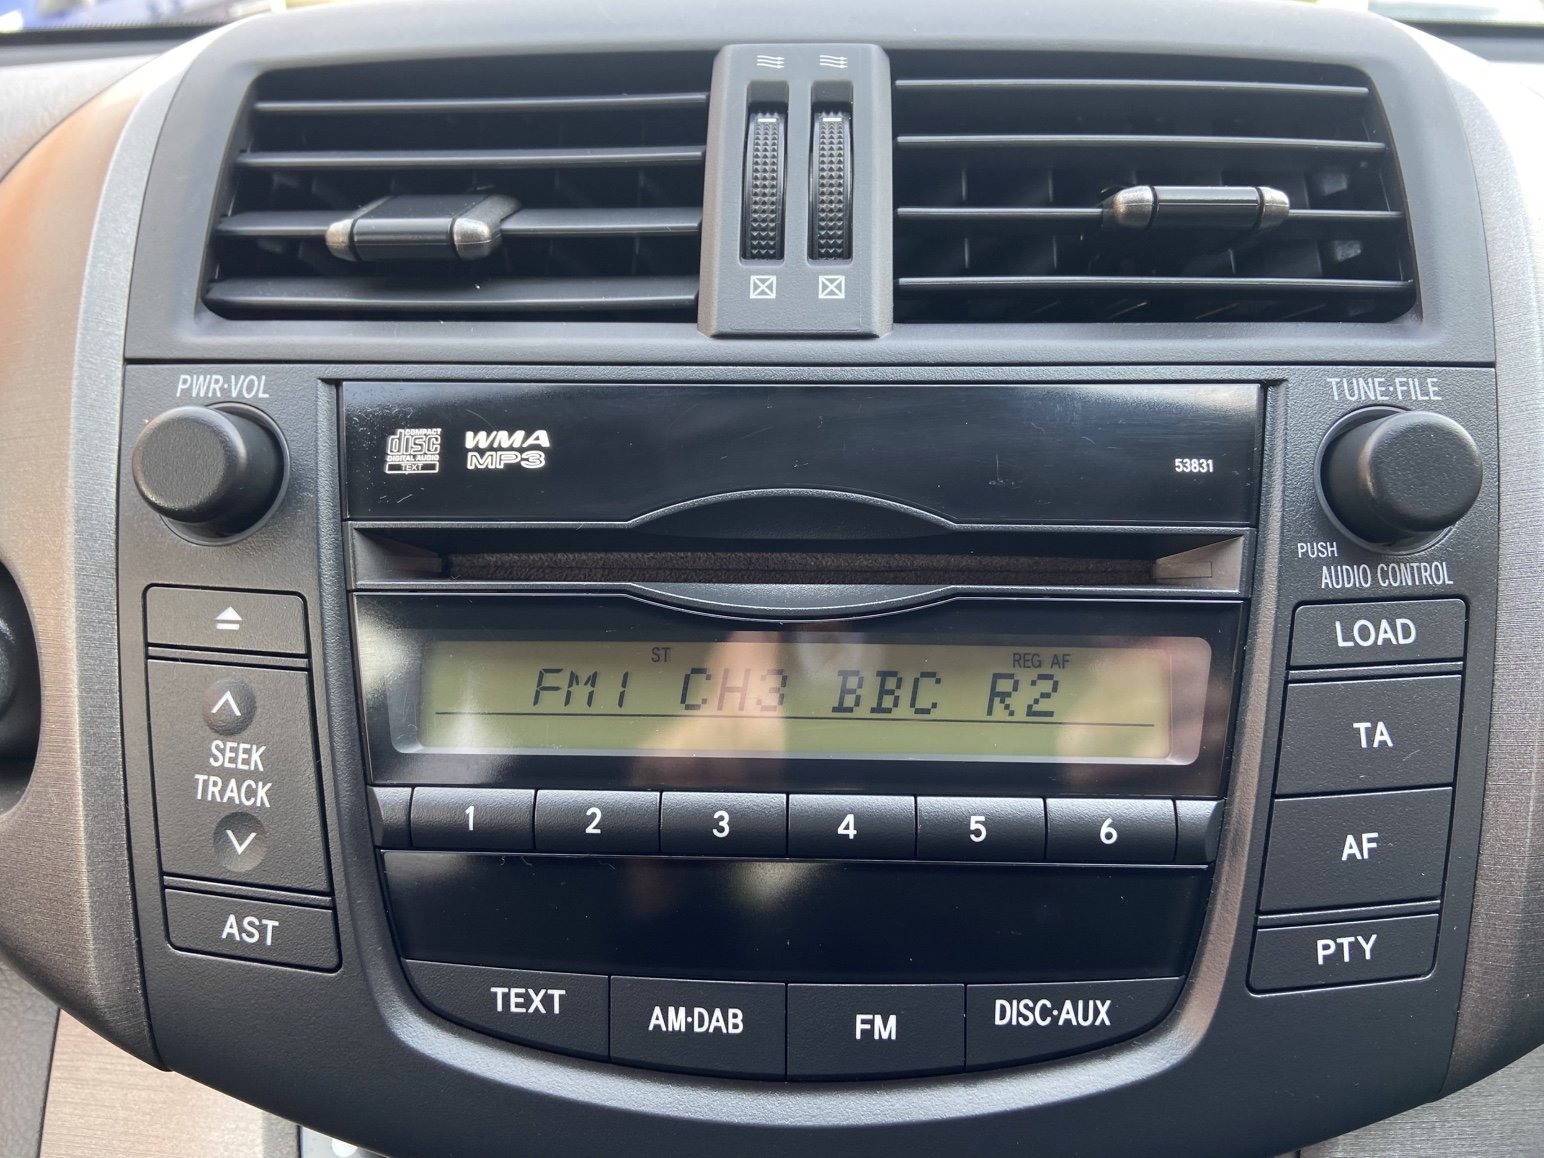 PWR·VOL
TUNE·FILE
COMPACT
disc
DIGITAL AUDIO
TEXT
WMA
MP3
53831
PUSH
AUDIO CONTROL
ST
REG AF
FM1 CH3 BBC R2
LOAD
SEEK
TRACK
TA
1 2 3 4 5 6
AF
AST
PTY
TEXT
AM·DAB
FM
DISC·AUX